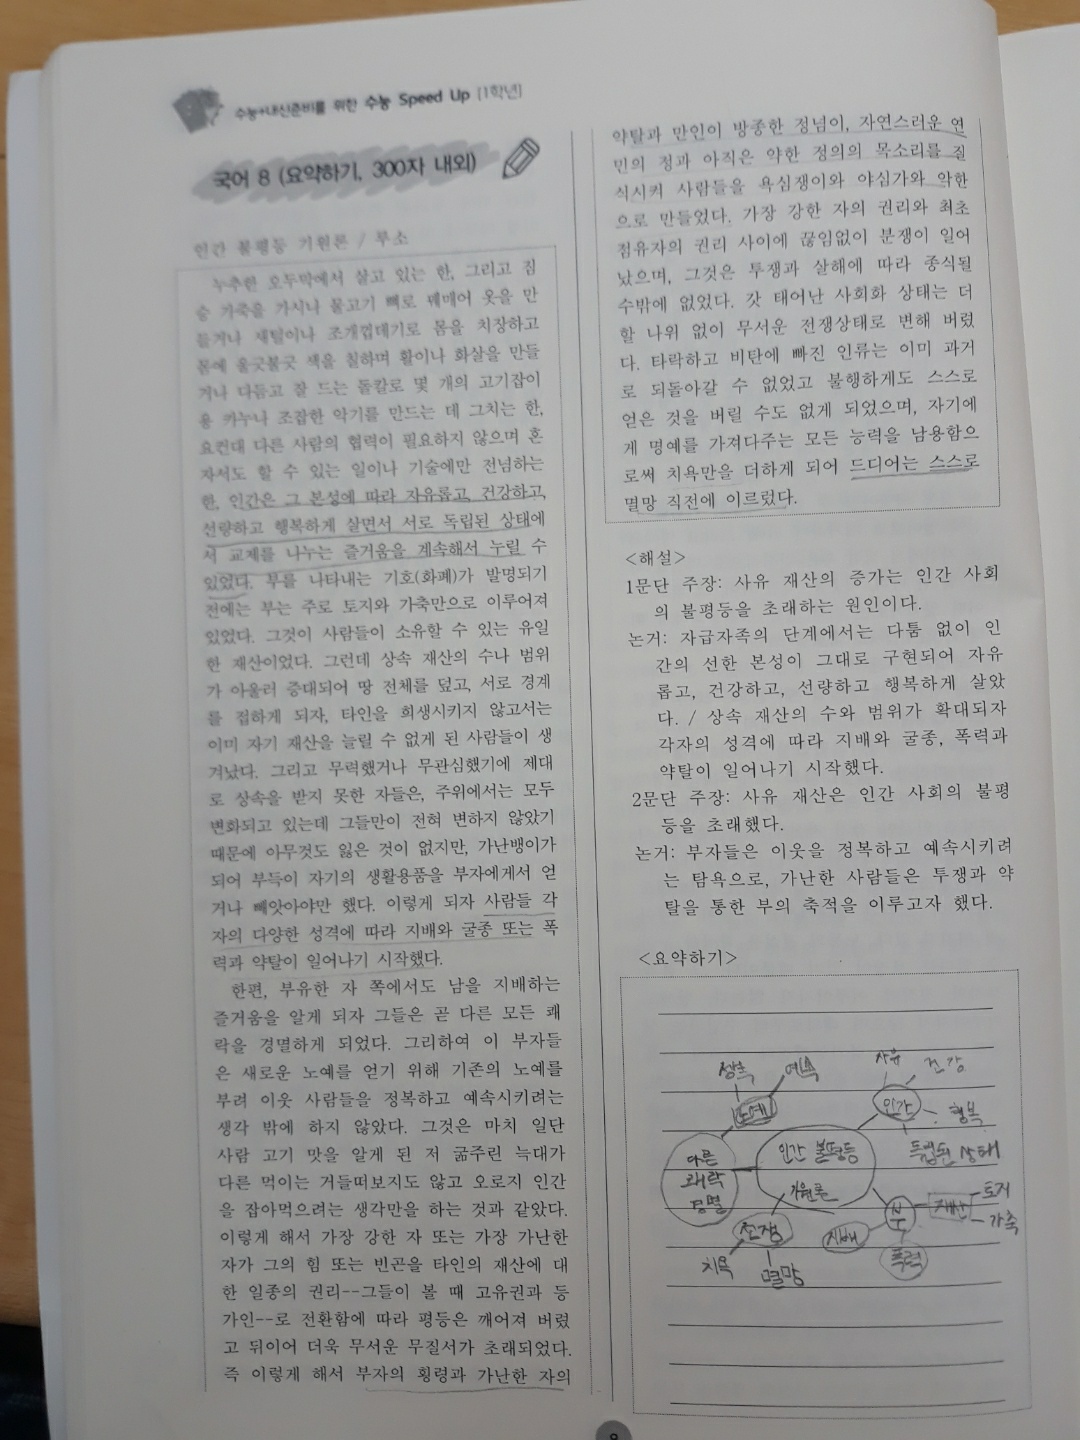 수능+내신준비를 위한 수능 Speed Up [1학년]
국어 8 (요약하기, 300자 내외)
인간 불평등 기원론 / 루소
누추한 오두막에서 살고 있는 한, 그리고 짐
승 가죽을 가시나 물고기 뼈로 꿰매어 옷을 만
들거나 새털이나 조개껍데기로 몸을 치장하고
몸에 울긋불긋 색을 칠하며 활이나 화살을 만들
거나 다듬고 잘 드는 돌칼로 몇 개의 고기잡이
용 카누나 조잡한 악기를 만드는 데 그치는 한,
요컨대 다른 사람의 협력이 필요하지 않으며 혼
자서도 할 수 있는 일이나 기술에만 전념하는
한, 인간은 그 본성에 따라 자유롭고, 건강하고,
선량하고 행복하게 살면서 서로 독립된 상태에
서 교제를 나누는 즐거움을 계속해서 누릴 수
있었다. 부를 나타내는 기호(화폐)가 발명되기
전에는 부는 주로 토지와 가축만으로 이루어져
있었다. 그것이 사람들이 소유할 수 있는 유일
한 재산이었다. 그런데 상속 재산의 수나 범위
가 아울러 증대되어 땅 전체를 덮고, 서로 경계
를 접하게 되자, 타인을 희생시키지 않고서는
이미 자기 재산을 늘릴 수 없게 된 사람들이 생
겨났다. 그리고 무력했거나 무관심했기에 제대
로 상속을 받지 못한 자들은, 주위에서는 모두
변화되고 있는데 그들만이 전혀 변하지 않았기
때문에 아무것도 잃은 것이 없지만, 가난뱅이가
되어 부득이 자기의 생활용품을 부자에게서 얻
거나 빼앗아야만 했다. 이렇게 되자 사람들 각
자의 다양한 성격에 따라 지배와 굴종 또는 폭
력과 약탈이 일어나기 시작했다.
한편, 부유한 자 쪽에서도 남을 지배하는
즐거움을 알게 되자 그들은 곧 다른 모든 쾌
락을 경멸하게 되었다. 그리하여 이 부자들
은 새로운 노예를 얻기 위해 기존의 노예를
부려 이웃 사람들을 정복하고 예속시키려는
생각 밖에 하지 않았다. 그것은 마치 일단
사람 고기 맛을 알게 된 저 굶주린 늑대가
다른 먹이는 거들떠보지도 않고 오로지 인간
을 잡아먹으려는 생각만을 하는 것과 같았다.
이렇게 해서 가장 강한 자 또는 가장 가난한
자가 그의 힘 또는 빈곤을 타인의 재산에 대
한 일종의 권리--그들이 볼 때 고유권과 등
가인--로 전환함에 따라 평등은 깨어져 버렸
고 뒤이어 더욱 무서운 무질서가 초래되었다.
즉 이렇게 해서 부자의 횡령과 가난한 자의
약탈과 만인이 방종한 정념이, 자연스러운 연
민의 정과 아직은 약한 정의의 목소리를 질
식시켜 사람들을 욕심쟁이와 야심가와 악한
으로 만들었다. 가장 강한 자의 권리와 최초
점유자의 권리 사이에 끊임없이 분쟁이 일어
났으며, 그것은 투쟁과 살해에 따라 종식될
수밖에 없었다. 갓 태어난 사회화 상태는 더
할 나위 없이 무서운 전쟁상태로 변해 버렸
다. 타락하고 비탄에 빠진 인류는 이미 과거
로 되돌아갈 수 없었고 불행하게도 스스로
얻은 것을 버릴 수도 없게 되었으며, 자기에
게 명예를 가져다주는 모든 능력을 남용함으
로써 치욕만을 더하게 되어 드디어는 스스로
멸망 직전에 이르렀다.
<해설>
1문단 주장: 사유 재산의 증가는 인간 사회
의 불평등을 초래하는 원인이다.
논거: 자급자족의 단계에서는 다툼 없이 인
간의 선한 본성이 그대로 구현되어 자유
롭고, 건강하고, 선량하고 행복하게 살았
다. / 상속 재산의 수와 범위가 확대되자
각자의 성격에 따라 지배와 굴종, 폭력과
약탈이 일어나기 시작했다.
2문단 주장: 사유 재산은 인간 사회의 불평
등을 초래했다.
논거: 부자들은 이웃을 정복하고 예속시키려
는 탐욕으로, 가난한 사람들은 투쟁과 약
탈을 통한 부의 축적을 이루고자 했다.
<요약하기>
정복 예속 자유 건강
노예 인간 행복
다른 인간 불평등 독립된 상태
쾌락 기원론 부 재산 토지
경멸 가축
전쟁 지배
치욕 멸망 폭력
9